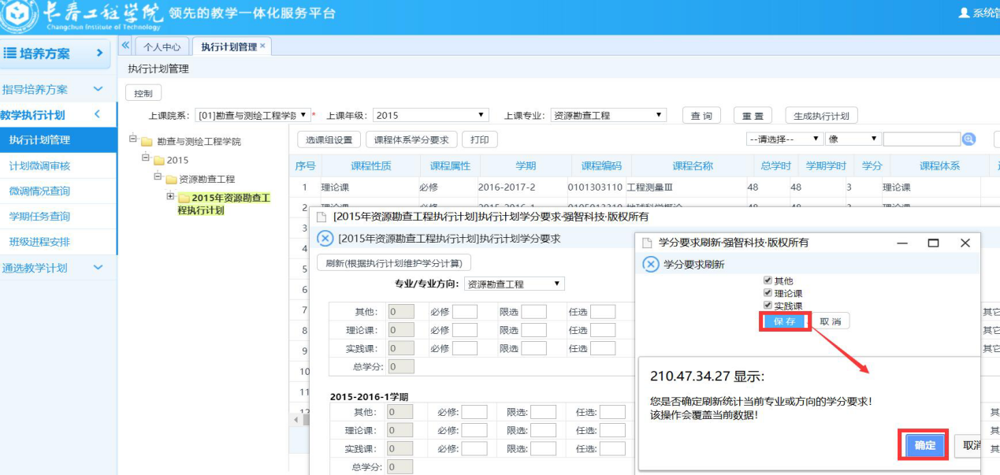 长春工程学院 领先的教学一体化服务平台
Changchun Institute of Technology
系统管
培养方案
个人中心 执行计划管理
执行计划管理
指导培养方案
控制
教学执行计划
上课院系: [01]勘查与测绘工程学院 * 上课年级: 2015 上课专业: 资源勘查工程 查 询 重 置 生成执行计划
执行计划管理
勘查与测绘工程学院
选课组设置 课程体系学分要求 打印 --请选择-- 像
计划微调审核
2015
序号 课程性质 课程属性 学期 课程编码 课程名称 总学时 学期学时 学分 课程体系
资源勘查工程
1 理论课 必修 2016-2017-2 0101303110 工程测量Ⅲ 48 48 3 理论课
微调情况查询
2015年资源勘查工
程执行计划
学期任务查询
班级进程安排
通选教学计划
2
3
4
5
6
7
8
9
10
11
12
[2015年资源勘查工程执行计划]执行计划学分要求-强智科技-版权所有
[2015年资源勘查工程执行计划]执行计划学分要求
刷新(根据执行计划维护学分计算)
专业/专业方向: 资源勘查工程
其他: 0 必修 限选 任选 其它
理论课: 0 必修 限选 任选 其它
实践课: 0 必修 限选 任选 其它
总学分: 0
2015-2016-1学期
其他: 0 必修: 限选: 任选: 其
理论课: 0 必修: 限选: 任选: 其
实践课: 0 必修: 限选: 任选: 其
总学分: 0
学分要求刷新-强智科技-版权所有
学分要求刷新
其他
理论课
实践课
保 存 取 消
210.47.34.27 显示:
您是否确定刷新统计当前专业或方向的学分要求!
该操作会覆盖当前数据!
确定 取消